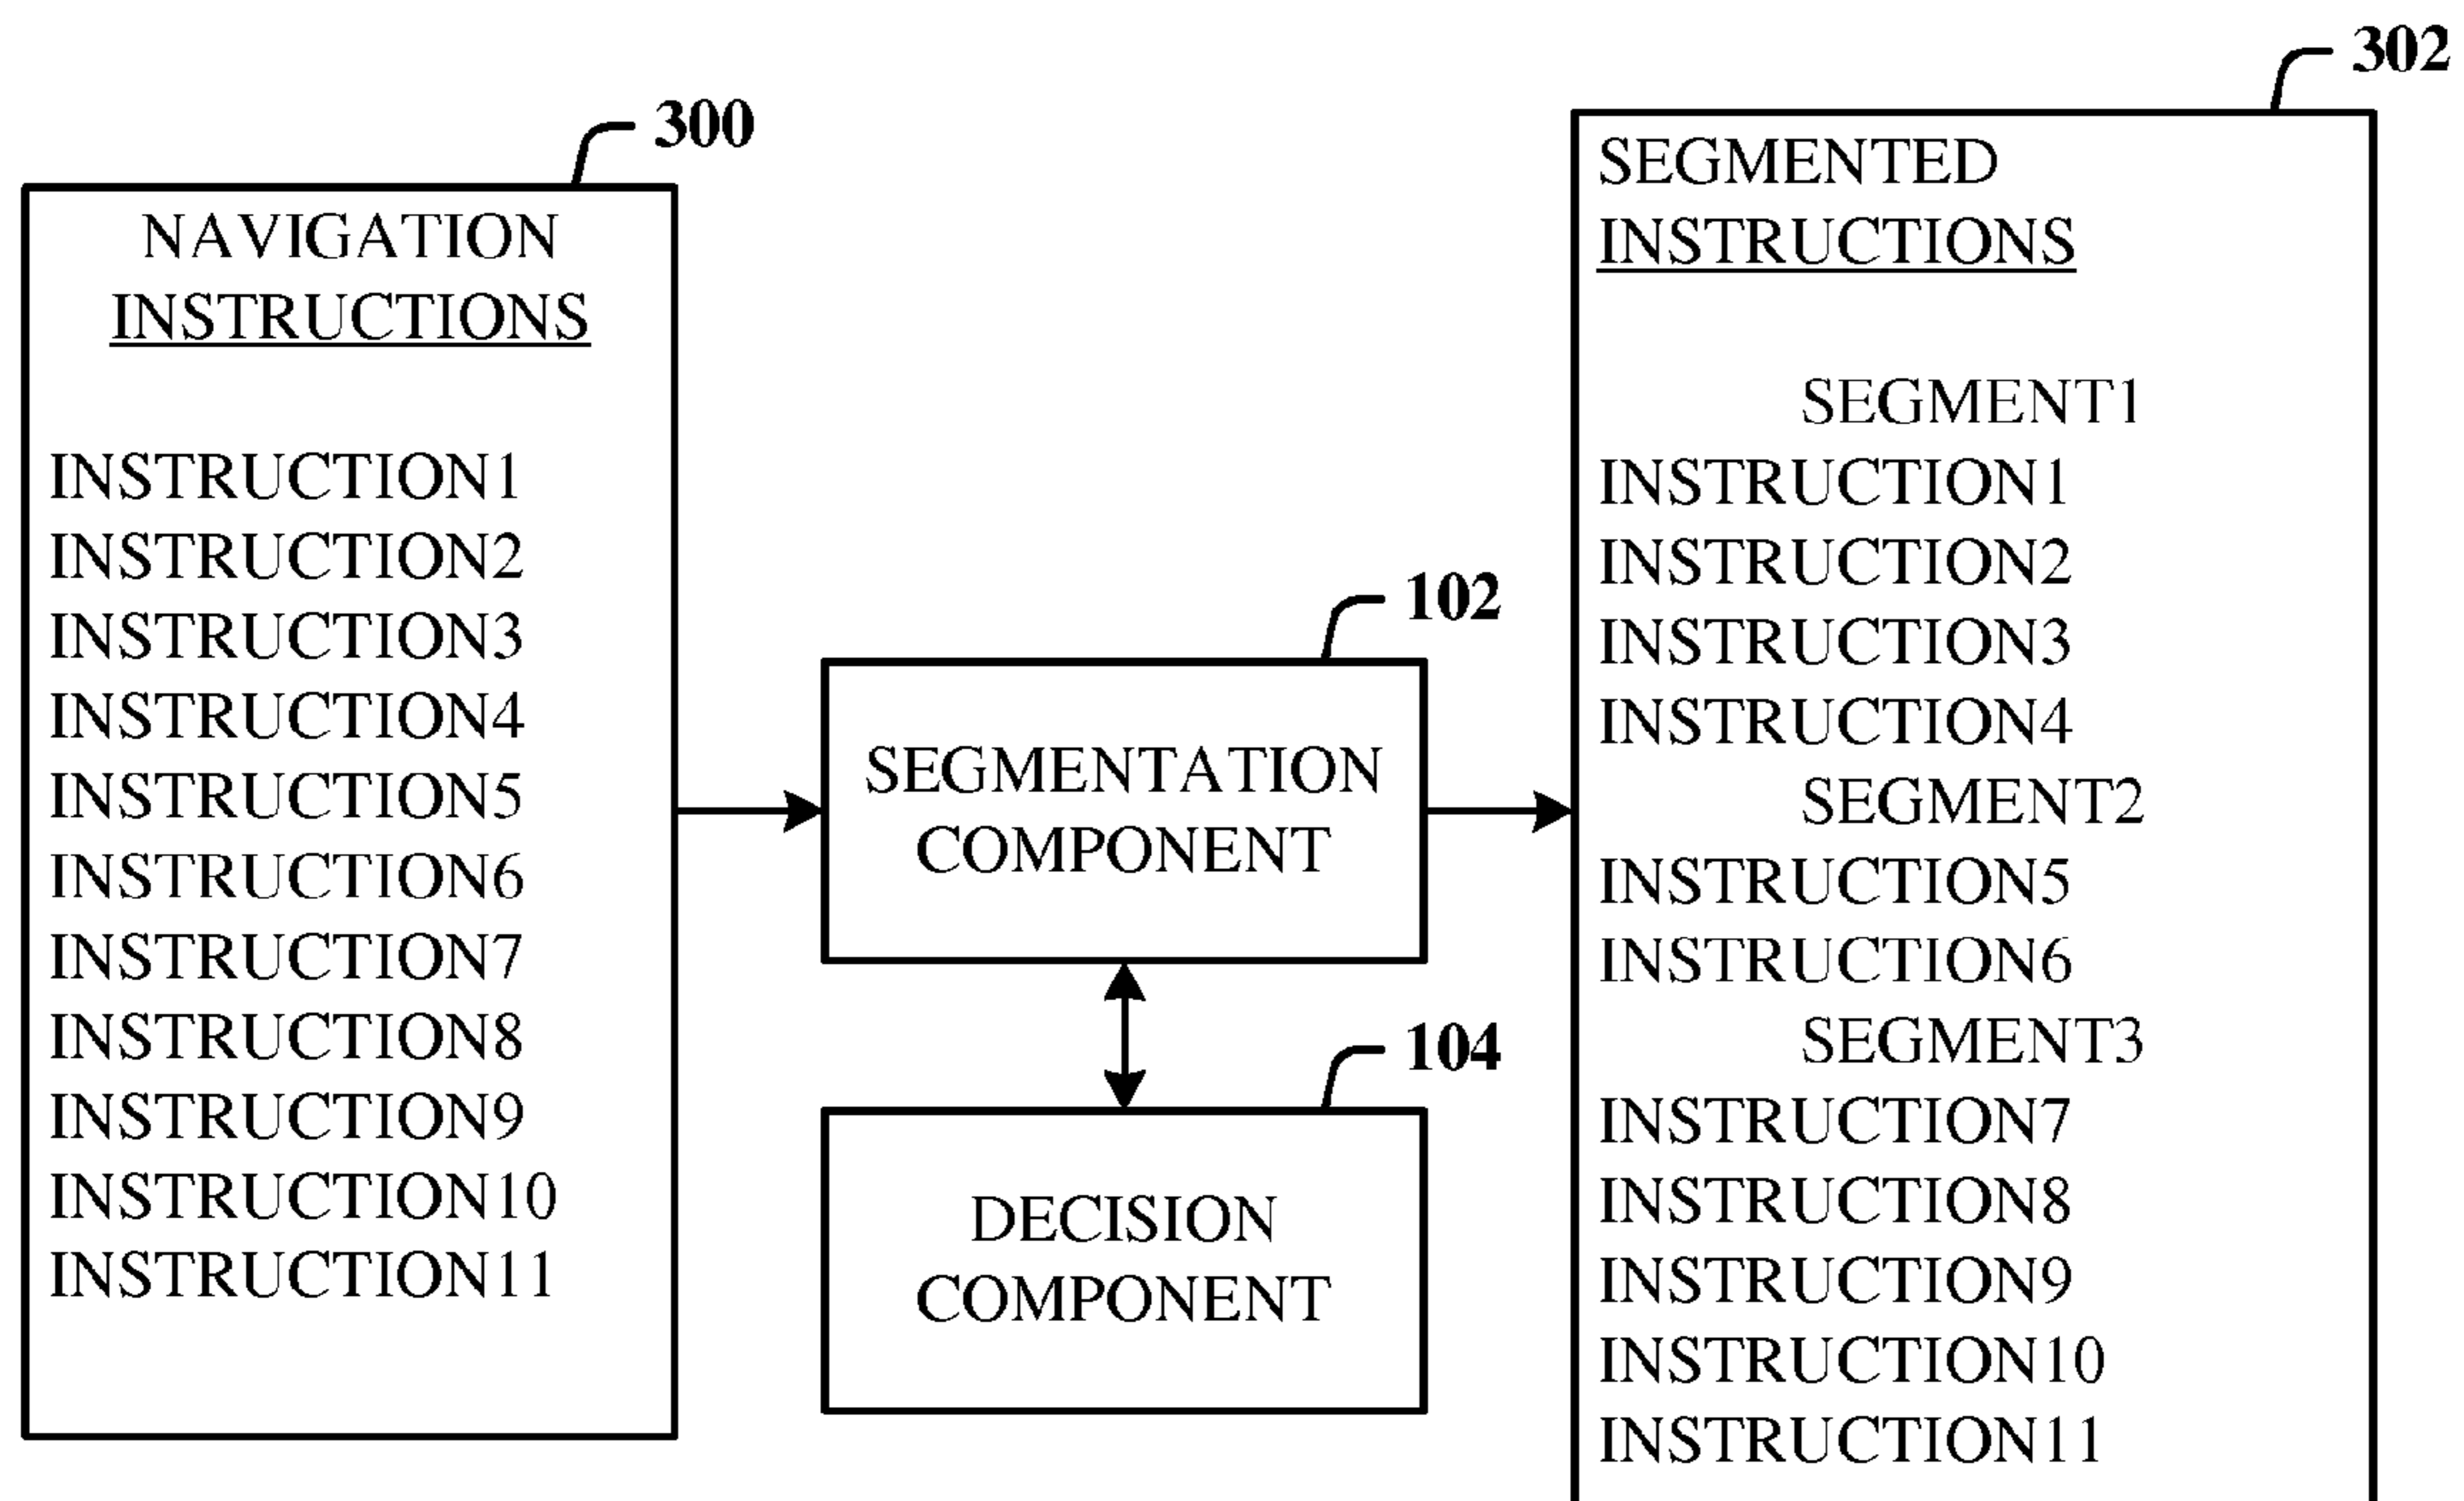 300
NAVIGATION
INSTRUCTIONS
INSTRUCTION1
INSTRUCTION2
INSTRUCTION3
INSTRUCTION4
INSTRUCTION5
INSTRUCTION6
INSTRUCTION7
INSTRUCTION8
INSTRUCTION9
INSTRUCTION10
INSTRUCTION11
102
SEGMENTATION
COMPONENT
104
DECISION
COMPONENT
302
SEGMENTED
INSTRUCTIONS
SEGMENT1
INSTRUCTION1
INSTRUCTION2
INSTRUCTION3
INSTRUCTION4
SEGMENT2
INSTRUCTION5
INSTRUCTION6
SEGMENT3
INSTRUCTION7
INSTRUCTION8
INSTRUCTION9
INSTRUCTION10
INSTRUCTION11